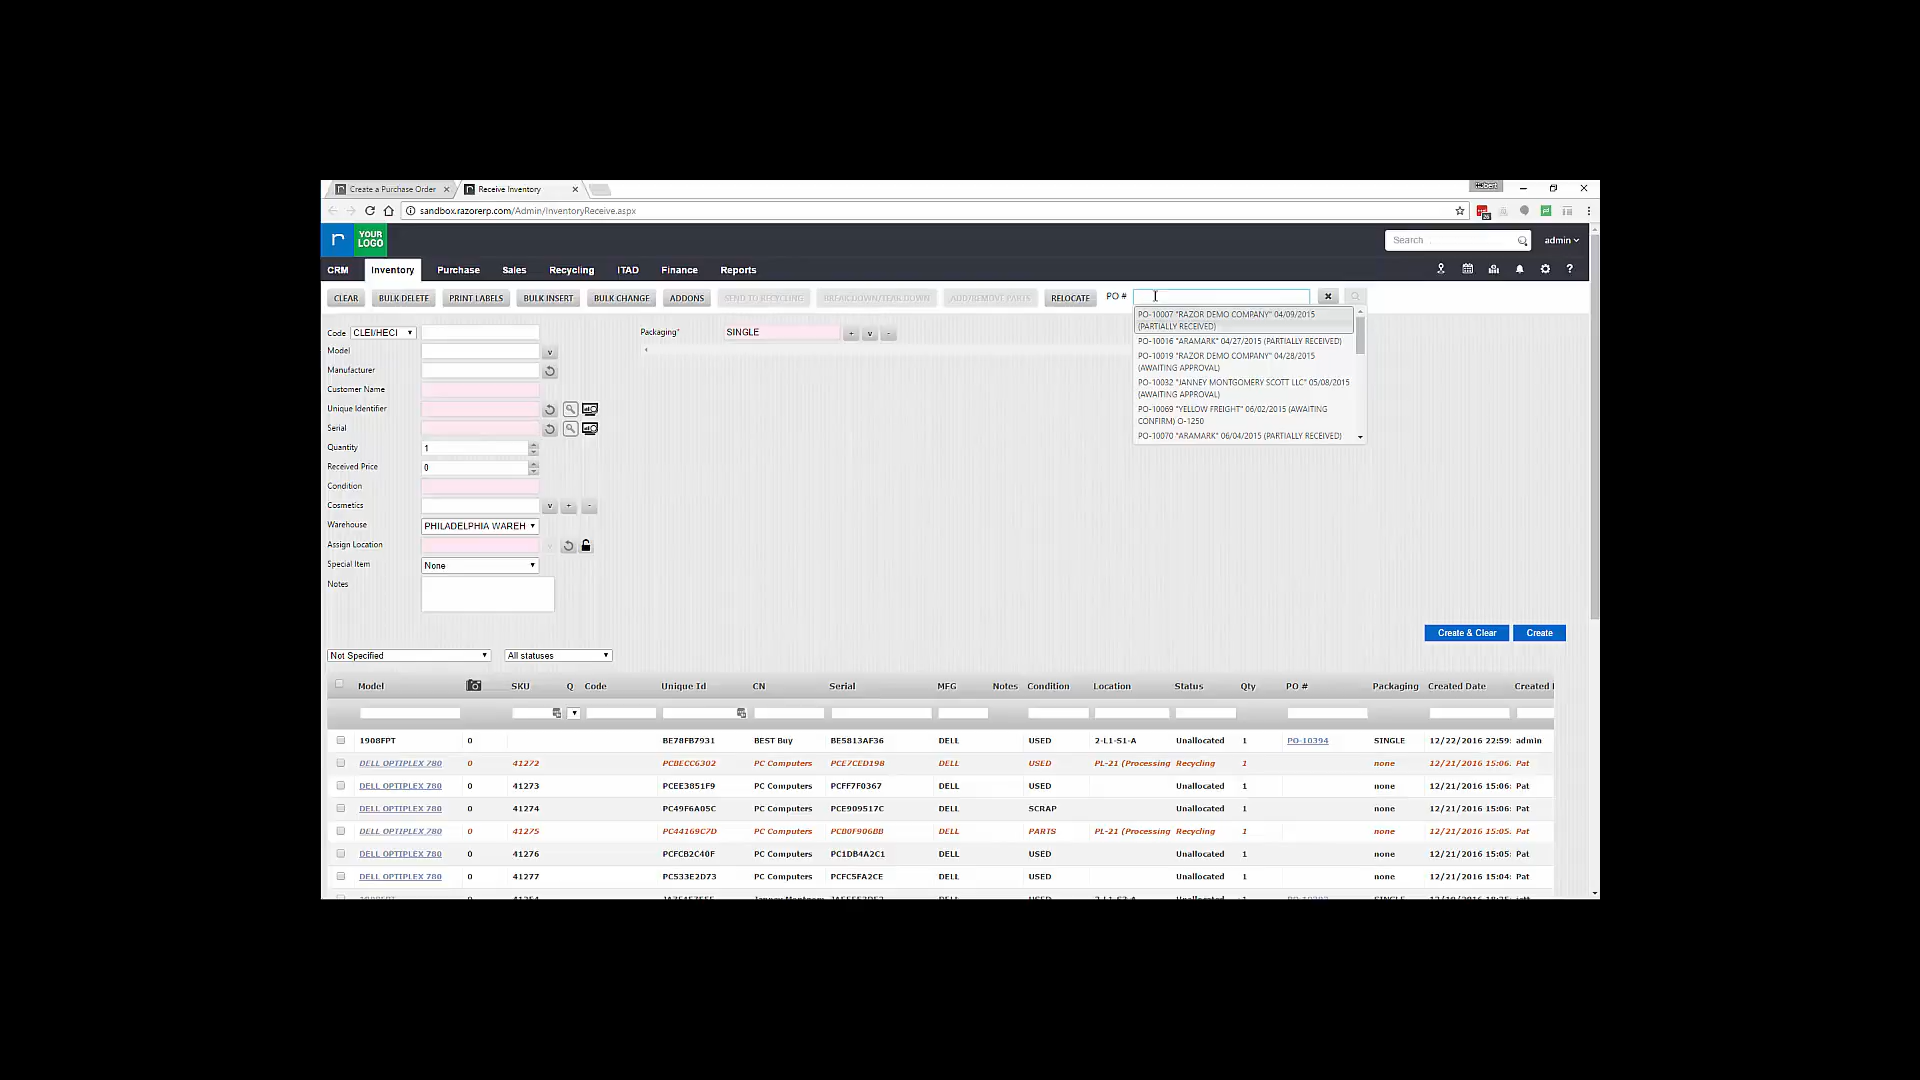 Create a Purchase Order
Receive Inventory
sandbox.razorerp.com/Admin/InventoryReceive.aspx
r YOUR LOGO
Search
admin
CRM Inventory Purchase Sales Recycling ITAD Finance Reports
CLEAR BULK DELETE PRINT LABELS BULK INSERT BULK CHANGE ADDONS SEND TO RECYCLING BREAKDOWN/TEARDOWN ADD/REMOVE PARTS RELOCATE PO #
PO-10007 "RAZOR DEMO COMPANY" 04/09/2015
(PARTIALLY RECEIVED)
PO-10016 "ARAMARK" 04/27/2015 (PARTIALLY RECEIVED)
PO-10019 "RAZOR DEMO COMPANY" 04/28/2015
(AWAITING APPROVAL)
PO-10032 "JANNEY MONTGOMERY SCOTT LLC" 05/08/2015
(AWAITING APPROVAL)
PO-10069 "YELLOW FREIGHT" 06/02/2015 (AWAITING
CONFIRM) O-1250
PO-10070 "ARAMARK" 06/04/2015 (PARTIALLY RECEIVED)
Code CLEI/HECI
Packaging* SINGLE + v -
Model v
Manufacturer
Customer Name
Unique Identifier
Serial
Quantity 1
Received Price 0
Condition
Cosmetics v + -
Warehouse PHILADELPHIA WAREH
Assign Location
Special Item None
Notes
Create & Clear Create
Not Specified All statuses
Model SKU Q Code Unique Id CN Serial MFG Notes Condition Location Status Qty PO # Packaging Created Date Created
1908FPT 0 BE78FB7931 BEST Buy BE5813AF36 DELL USED 2-L1-S1-A Unallocated 1 PO-10394 SINGLE 12/22/2016 22:59: admin
DELL OPTIPLEX 780 0 41272 PC8ECC6302 PC Computers PCE7CED198 DELL USED PL-21 (Processing Recycling 1 none 12/21/2016 15:06. Pat
DELL OPTIPLEX 780 0 41273 PCEE3851F9 PC Computers PCFF7F0367 DELL USED Unallocated 1 none 12/21/2016 15:06: Pat
DELL OPTIPLEX 780 0 41274 PC49F6A05C PC Computers PCE909517C DELL SCRAP Unallocated 1 none 12/21/2016 15:06: Pat
DELL OPTIPLEX 780 0 41275 PC44169C7D PC Computers PCB0F906BB DELL PARTS PL-21 (Processing Recycling 1 none 12/21/2016 15:05. Pat
DELL OPTIPLEX 780 0 41276 PCFCB2C40F PC Computers PC1DB4A2C1 DELL USED Unallocated 1 none 12/21/2016 15:05: Pat
DELL OPTIPLEX 780 0 41277 PC533E2D73 PC Computers PCFC5FA2CE DELL USED Unallocated 1 none 12/21/2016 15:04: Pat